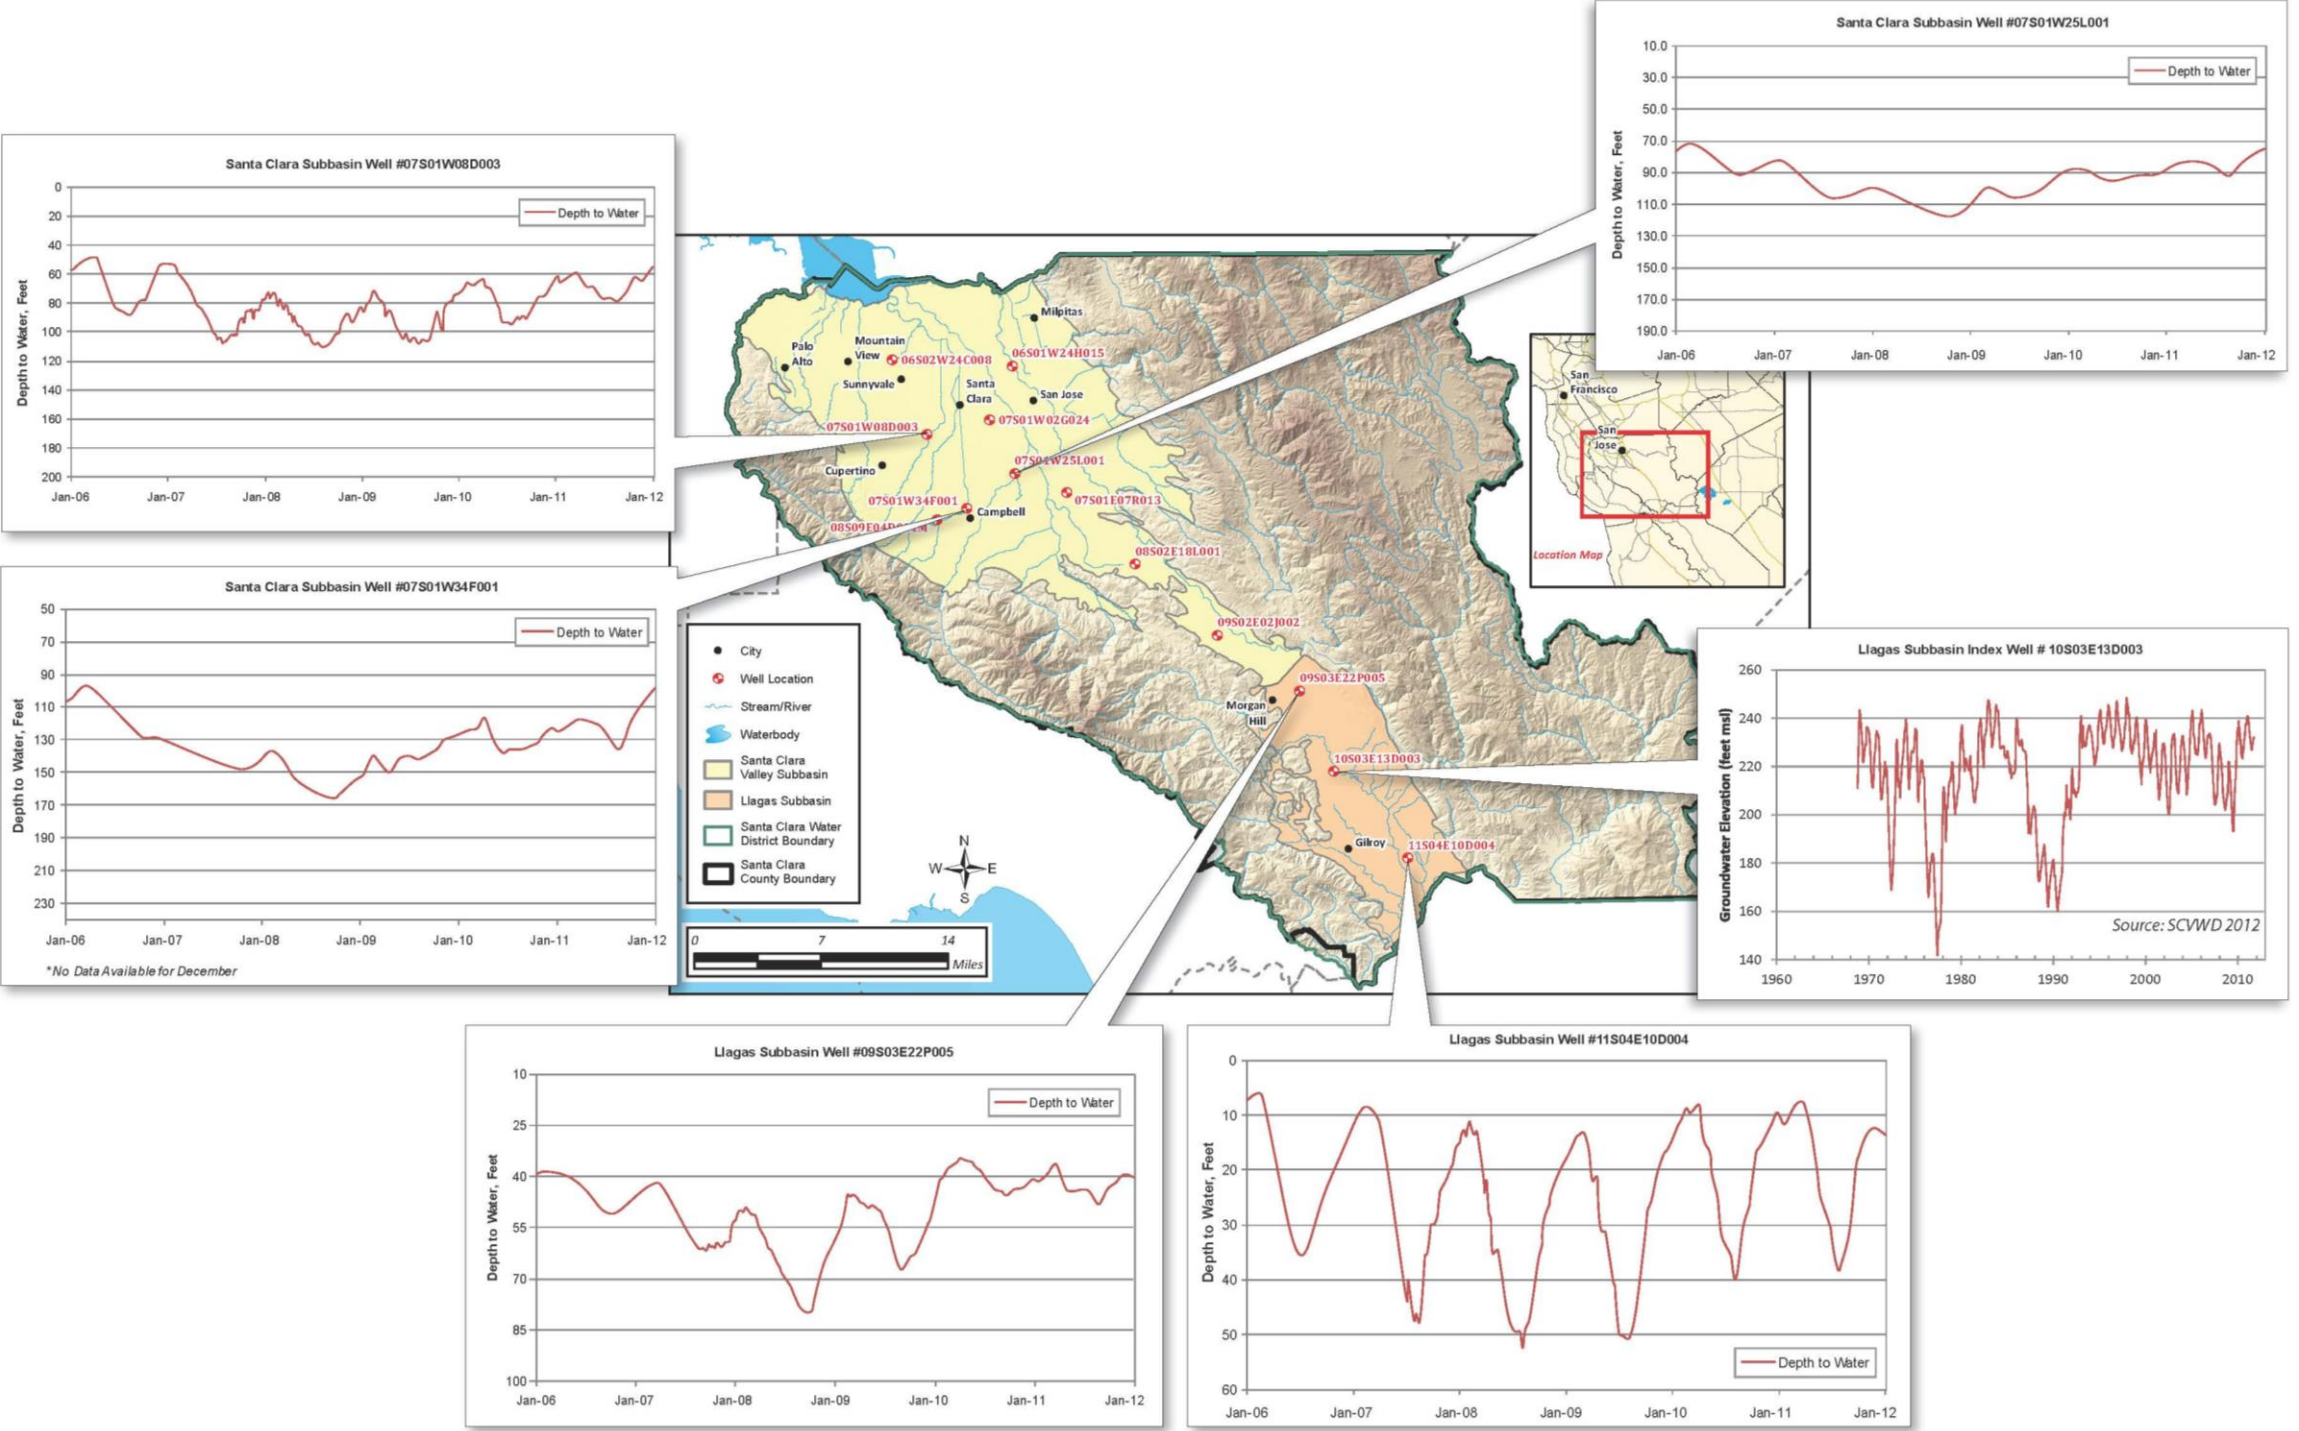 Santa Clara Subbasin Well #07S01W25L001
Depth to Water
Depth to Water, Feet
10.0
30.0
50.0
70.0
90.0
110.0
130.0
150.0
170.0
190.0
Jan-06 Jan-07 Jan-08 Jan-09 Jan-10 Jan-11 Jan-12
Santa Clara Subbasin Well #07S01W08D003
Depth to Water
Depth to Water, Feet
0
20
40
60
80
100
120
140
160
180
200
Jan-06 Jan-07 Jan-08 Jan-09 Jan-10 Jan-11 Jan-12
Santa Clara Subbasin Well #07S01W34F001
Depth to Water
Depth to Water, Feet
50
70
90
110
130
150
170
190
210
230
Jan-06 Jan-07 Jan-08 Jan-09 Jan-10 Jan-11 Jan-12
*No Data Available for December
Milpitas
Palo
Alto
Mountain
View
06S02W24C008
06S01W24H015
Sunnyvale
Santa
Clara
San Jose
07S01W02G024
07S01W08D003
Cupertino
07S01W25L001
07S01W34F001
07S01E07R013
Campbell
08S02E18L001
09S02E02J002
09S03E22P005
Morgan
Hill
10S03E13D003
Gilroy
11S04E10D004
San
Francisco
San
Jose
Location Map
City
Well Location
Stream/River
Waterbody
Santa Clara
Valley Subbasin
Llagas Subbasin
Santa Clara Water
District Boundary
Santa Clara
County Boundary
N
W E
S
0 7 14
Miles
Llagas Subbasin Index Well # 10S03E13D003
Groundwater Elevation (feet msl)
260
240
220
200
180
160
140
1960 1970 1980 1990 2000 2010
Source: SCVWD 2012
Llagas Subbasin Well #09S03E22P005
Depth to Water
Depth to Water, Feet
10
25
40
55
70
85
100
Jan-06 Jan-07 Jan-08 Jan-09 Jan-10 Jan-11 Jan-12
Llagas Subbasin Well #11S04E10D004
Depth to Water, Feet
0
10
20
30
40
50
60
Depth to Water
Jan-06 Jan-07 Jan-08 Jan-09 Jan-10 Jan-11 Jan-12